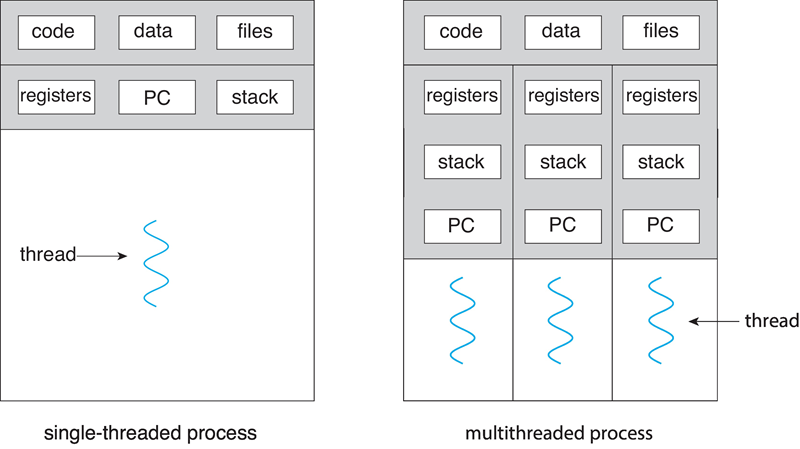 code data files
registers PC stack
thread
single-threaded process
code data files
registers registers registers
stack stack stack
PC PC PC
thread
multithreaded process